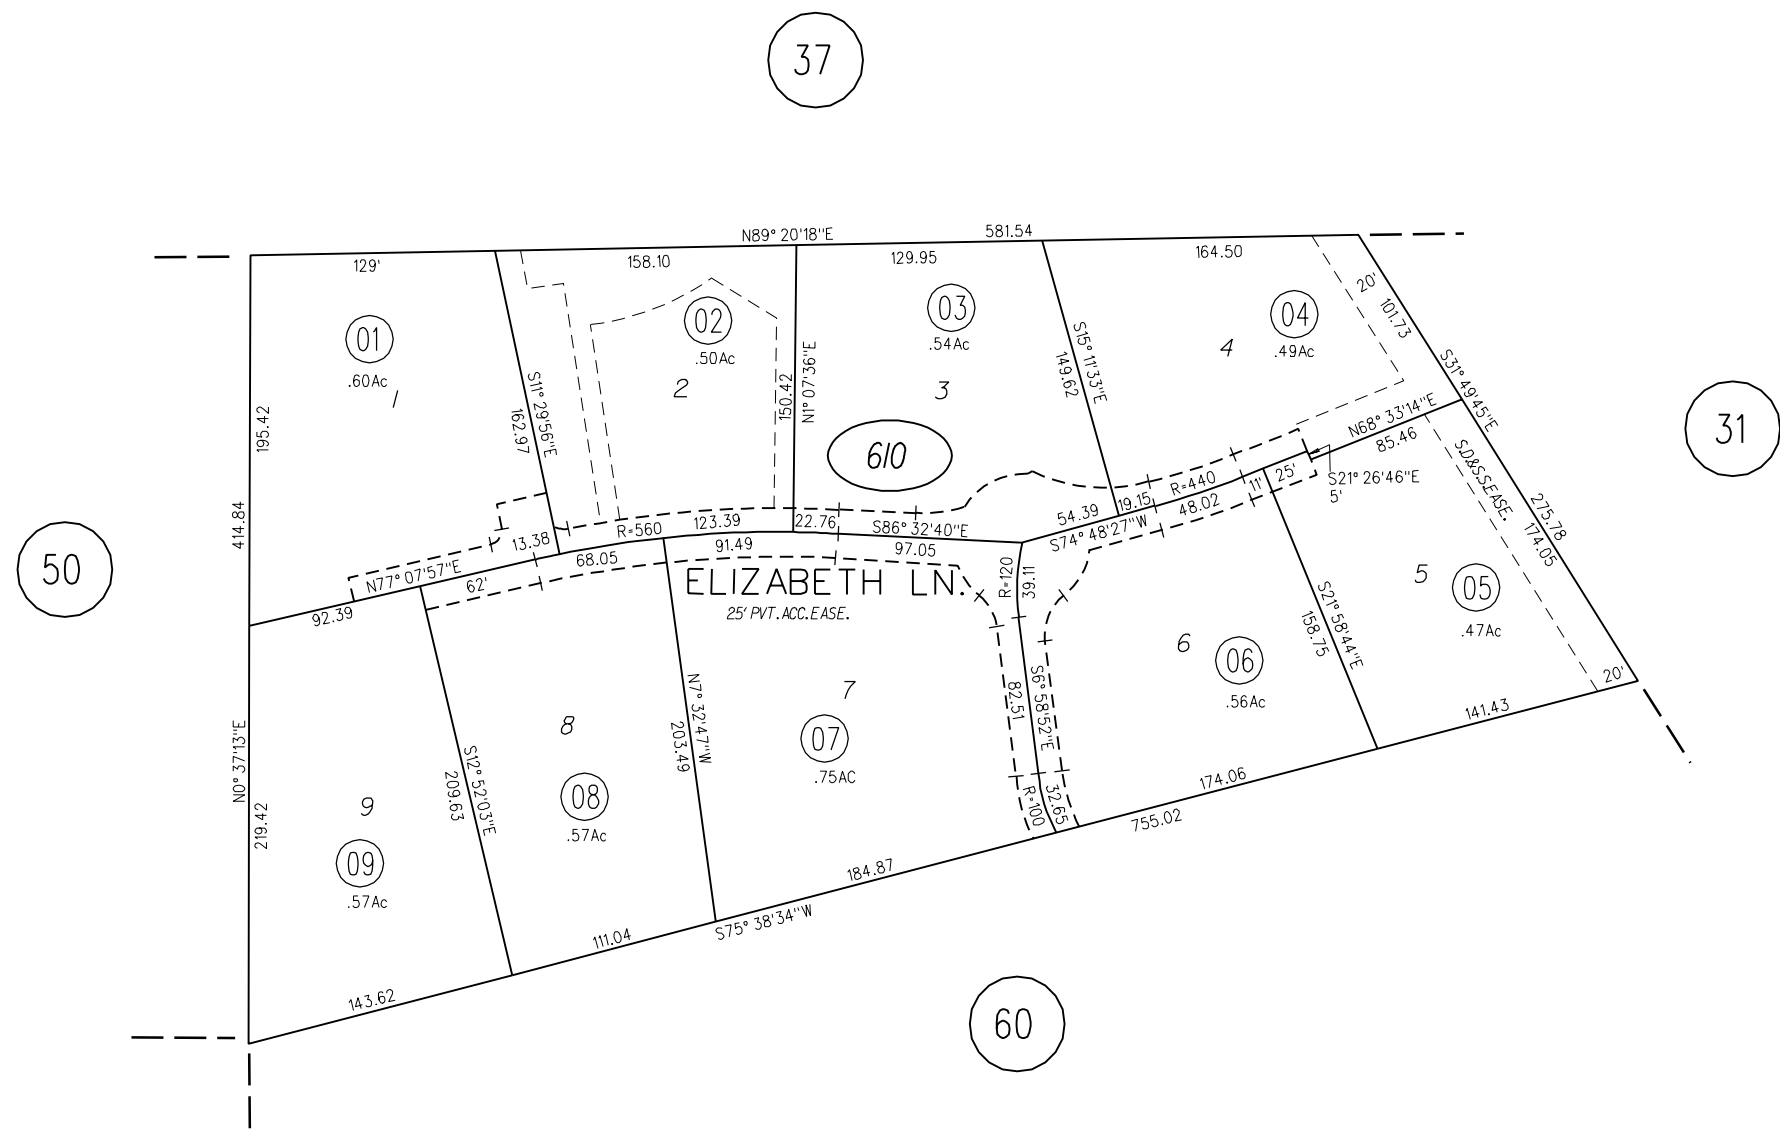 37
N89° 20'18"E
581.54
129'
158.10
129.95
164.50
20'
101.73
01
.60Ac
1
02
.50Ac
2
03
.54Ac
3
04
.49Ac
4
S31° 49'45"E
275.78
195.42
414.84
S11° 29'56"E
162.97
150.42
N1° 07'36"E
S15° 11'33"E
149.62
610
31
N68° 33'14"E
85.46
S21° 26'46"E
5'
S.D.&S.S.EASE.
174.05
50
N77° 07'57"E
92.39
62'
13.38
68.05
R=560
123.39
91.49
22.76
S86° 32'40"E
97.05
54.39
S74° 48'27"W
19.15
R=440
48.02
11'
25'
ELIZABETH LN.
25' PVT.ACC.EASE.
R=120
39.11
S21° 58'44"E
158.75
5
05
.47Ac
20'
6
06
.56Ac
141.43
N7° 32'47"W
203.49
7
07
.75AC
82.51
S6° 58'52"E
R=100
32.65
174.06
755.02
N0° 37'13"E
219.42
S12° 52'03"E
209.63
8
08
.57Ac
9
09
.57Ac
184.87
S75° 38'34"W
111.04
143.62
60